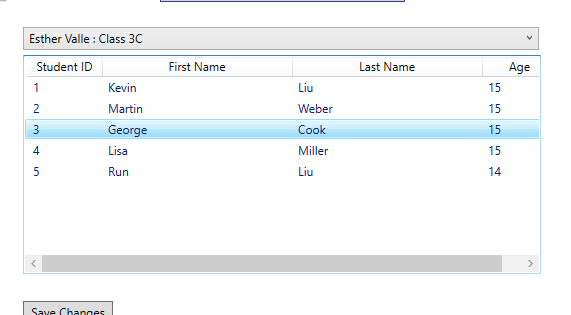 Esther Valle : Class 3C
Student ID First Name Last Name Age
1 Kevin Liu 15
2 Martin Weber 15
3 George Cook 15
4 Lisa Miller 15
5 Run Liu 14
Save Changes